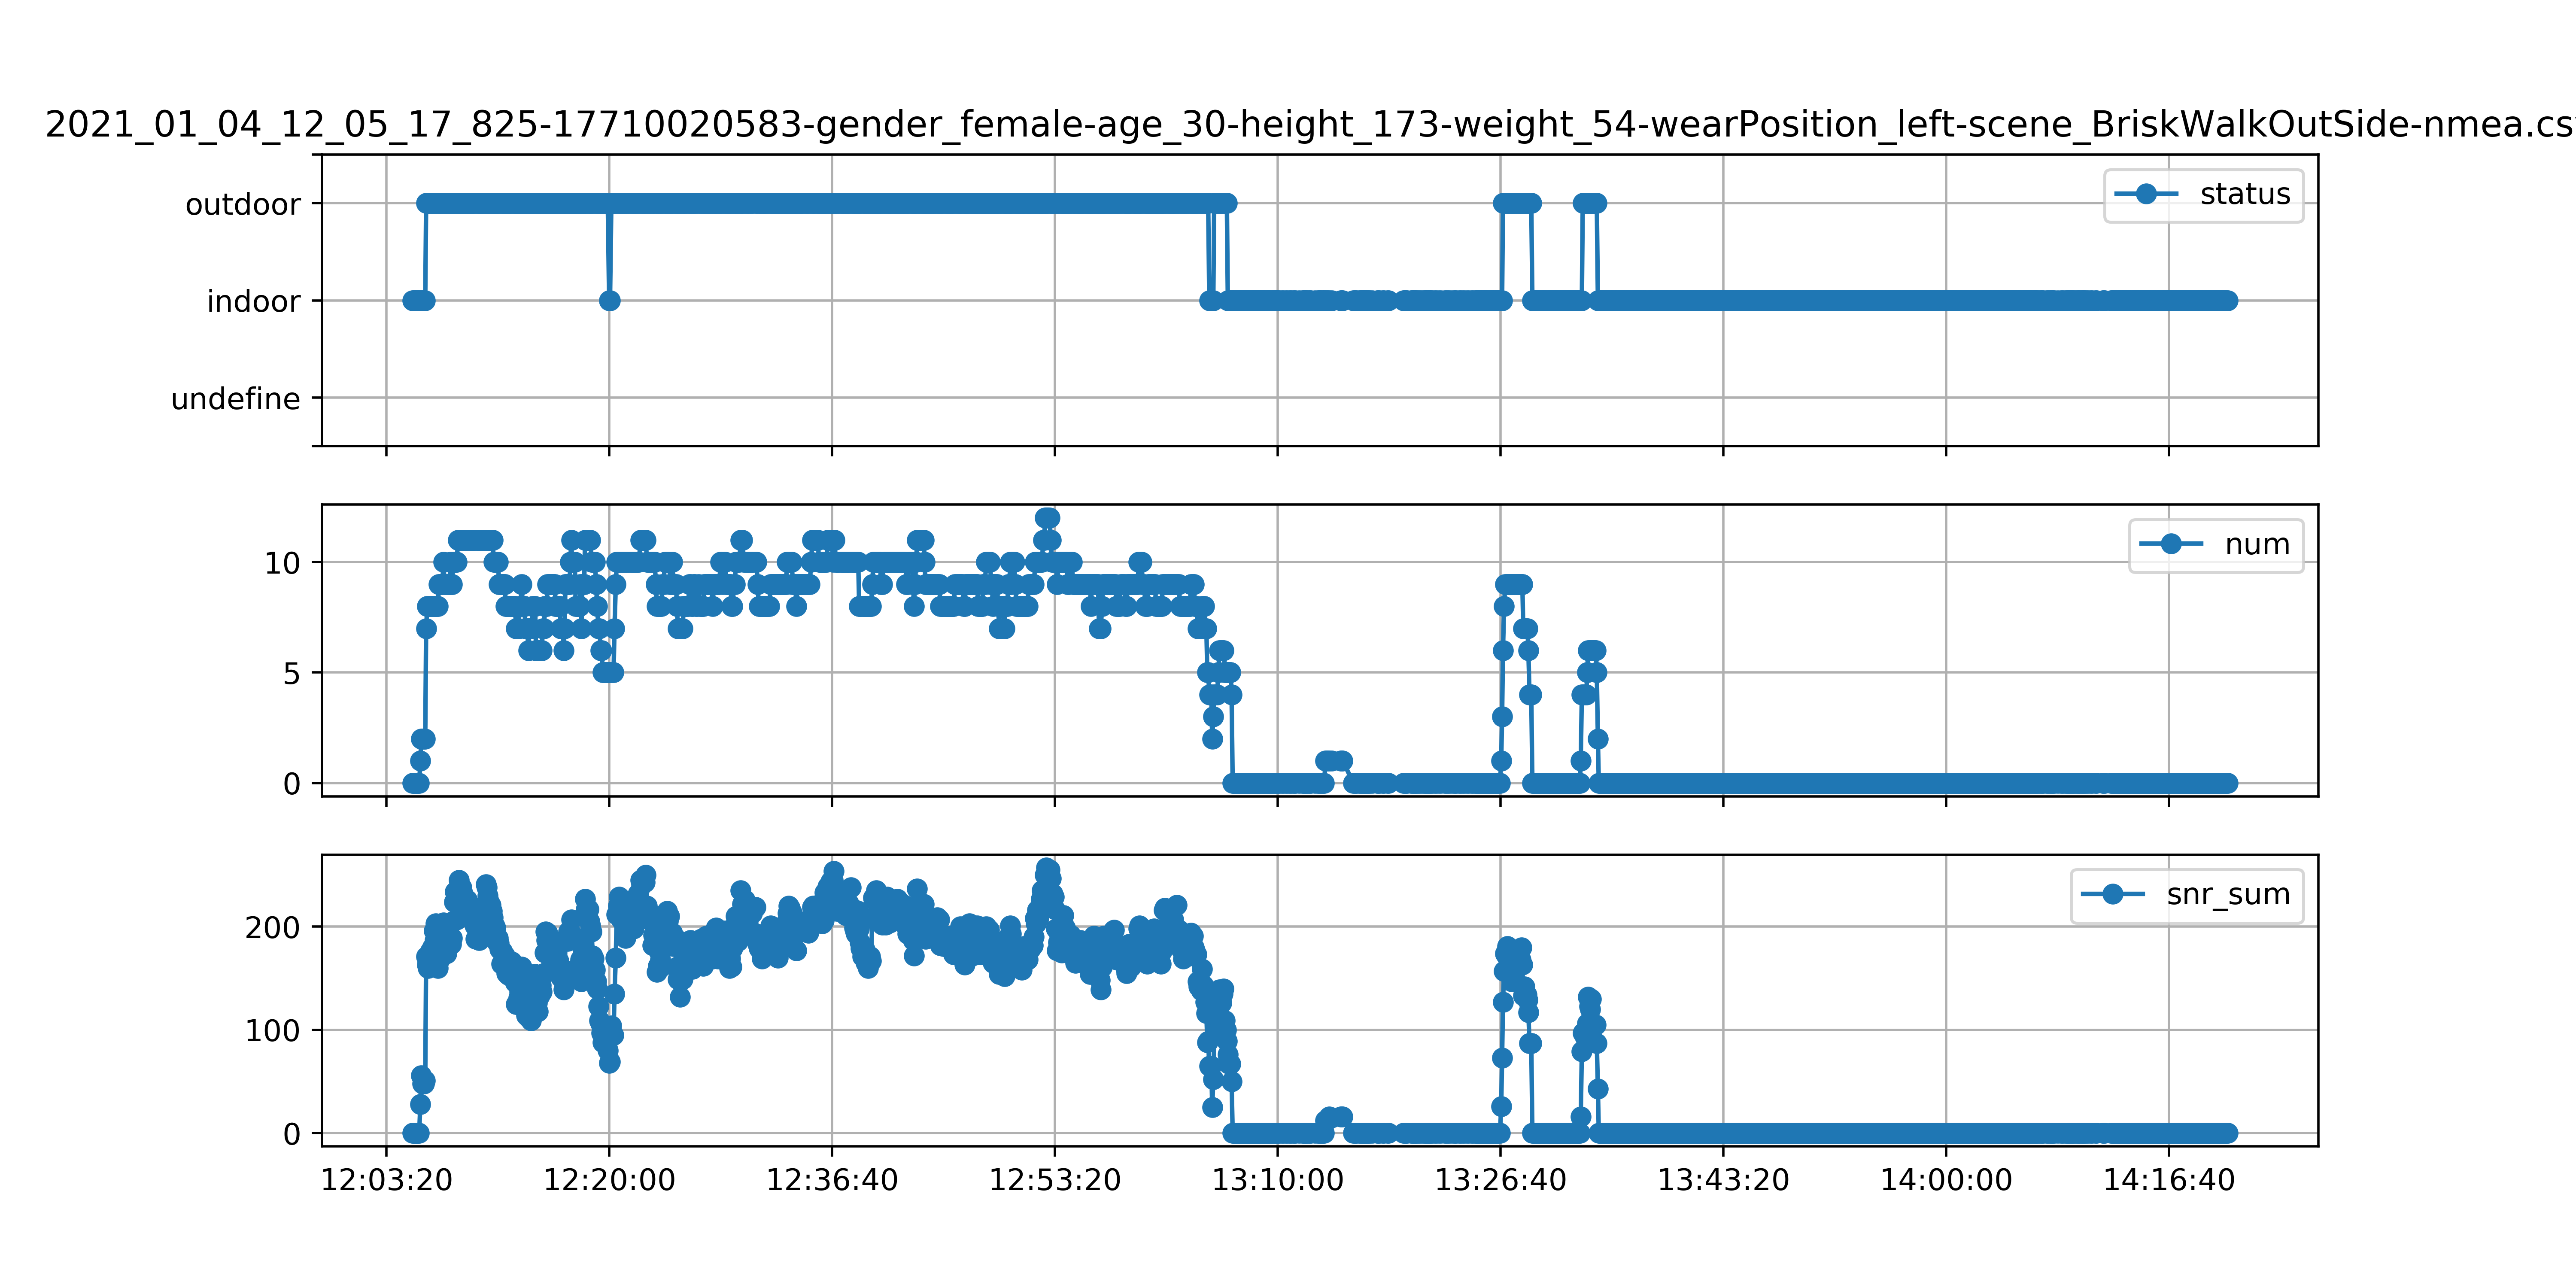 2021_01_04_12_05_17_825-17710020583-gender_female-age_30-height_173-weight_54-wearPosition_left-scene_BriskWalkOutSide-nmea.cs
outdoor
status
indoor
undefine
num
10
5
0
snr_sum
200
100
0
12:03:20 12:20:00 12:36:40 12:53:20 13:10:00 13:26:40 13:43:20 14:00:00 14:16:40